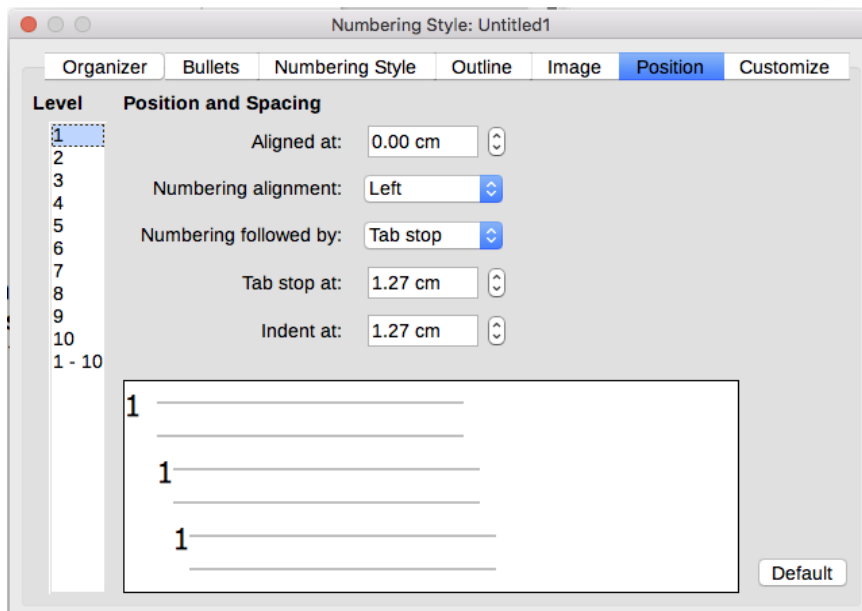 Numbering Style: Untitled1
Organizer Bullets Numbering Style Outline Image Position Customize
Level Position and Spacing
1
2
3
4
5
6
7
8
9
10
1 - 10
Aligned at: 0.00 cm
Numbering alignment: Left
Numbering followed by: Tab stop
Tab stop at: 1.27 cm
Indent at: 1.27 cm
1
1
1
Default